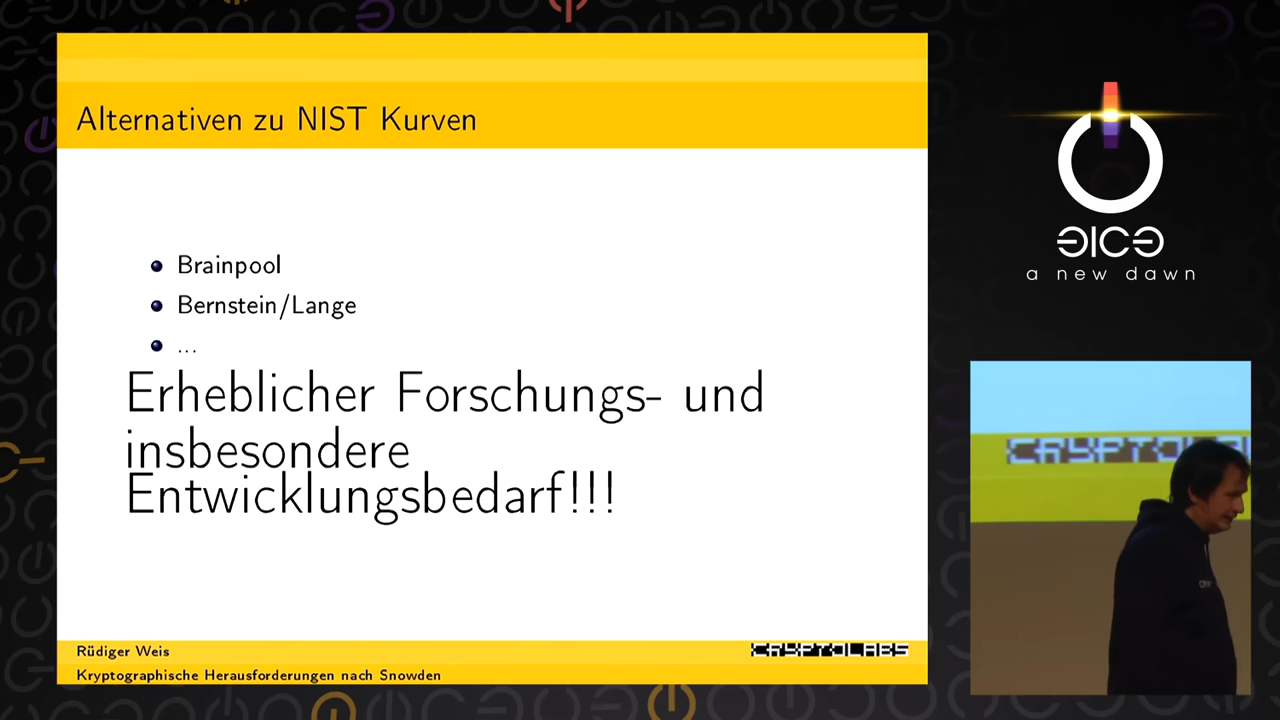 Alternativen zu NIST Kurven
Brainpool
Bernstein/Lange
...
Erheblicher Forschungs- und
insbesondere
Entwicklungsbedarf!!!
Rüdiger Weis
CRYPTOLABS
Kryptographische Herausforderungen nach Snowden
a new dawn